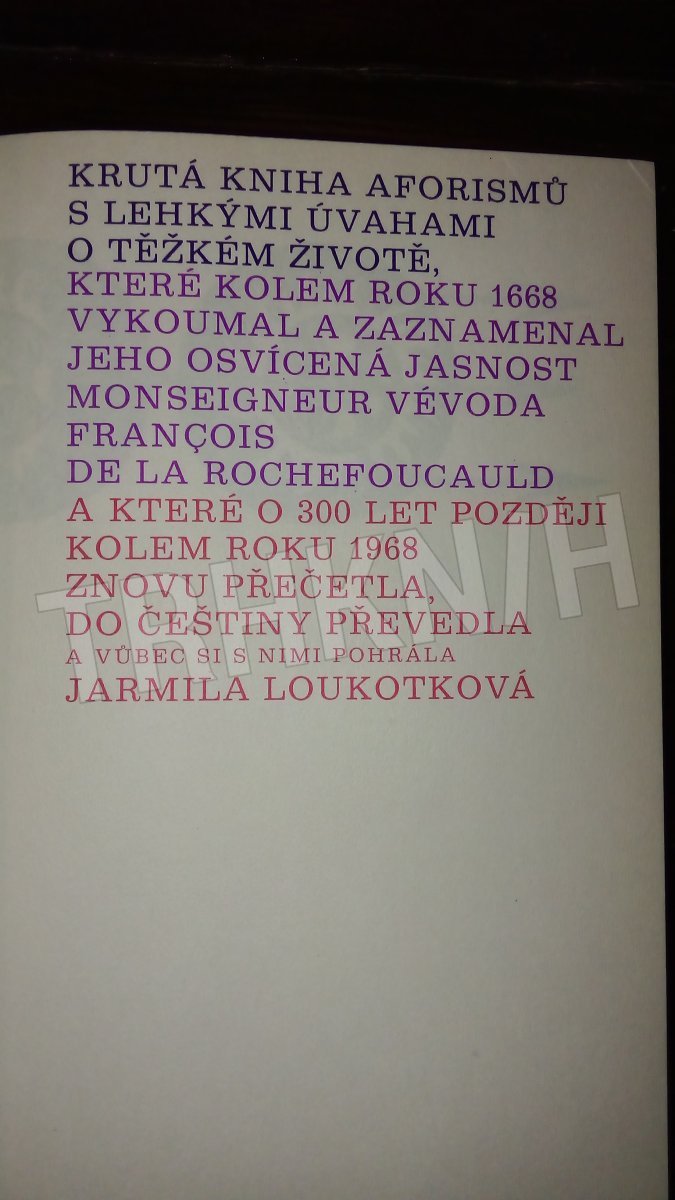 KRUTÁ KNIHA AFORISMŮ
S LEHKÝMI ÚVAHAMI
O TĚŽKÉM ŽIVOTĚ,
KTERÉ KOLEM ROKU 1668
VYKOUMAL A ZAZNAMENAL
JEHO OSVÍCENÁ JASNOST
MONSEIGNEUR VÉVODA
FRANÇOIS
DE LA ROCHEFOUCAULD
A KTERÉ O 300 LET POZDĚJI
KOLEM ROKU 1968
ZNOVU PŘEČETLA,
DO ČEŠTINY PŘEVEDLA
A VŮBEC SI S NIMI POHRÁLA
JARMILA LOUKOTKOVÁ
TRHKN/H